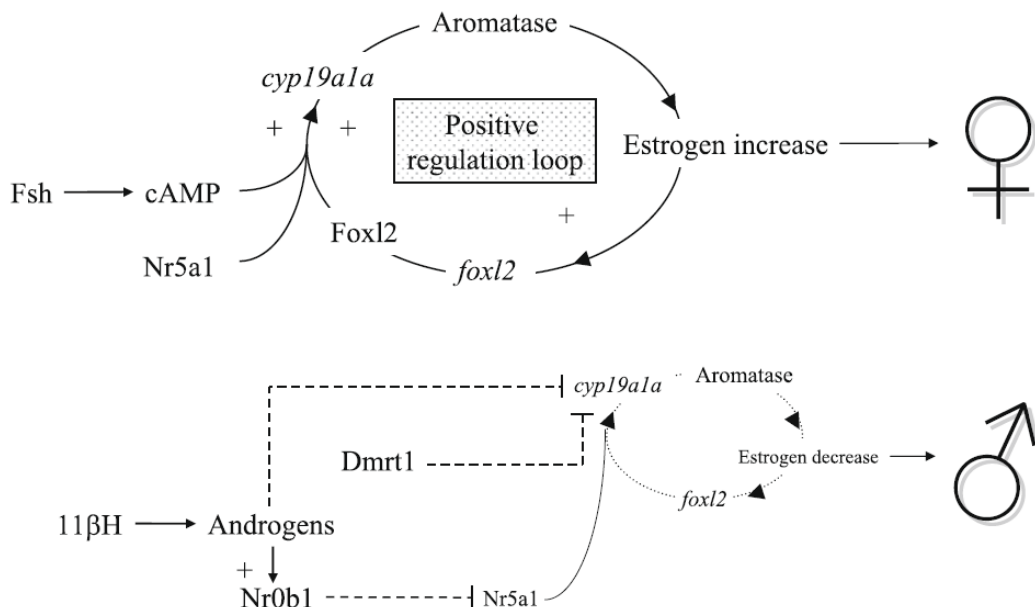 Aromatase
cyp19a1a
+ +
Positive
regulation loop
Estrogen increase
Fsh
cAMP
+
Foxl2
Nr5a1
foxl2
cyp19a1a
Aromatase
Dmrt1
Estrogen decrease
foxl2
11βH
Androgens
+
Nr0b1
Nr5a1